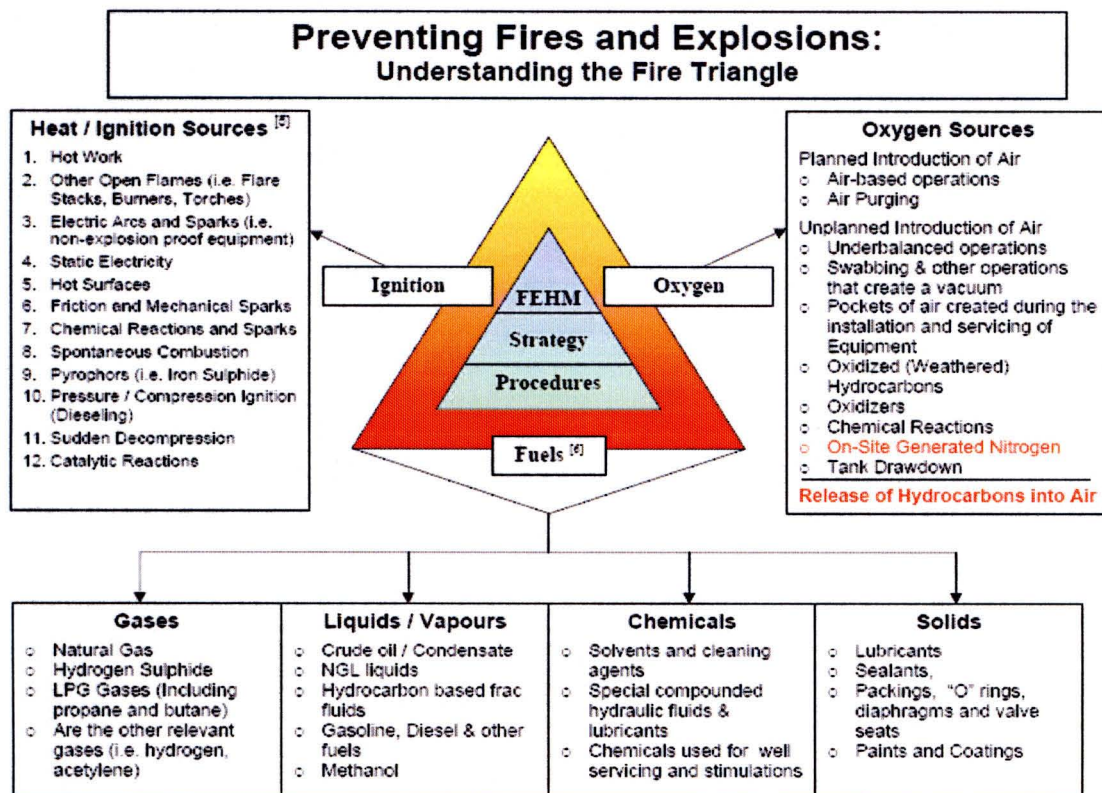 Preventing Fires and Explosions:
Understanding the Fire Triangle
Heat / Ignition Sources [5]
1. Hot Work
2. Other Open Flames (i.e. Flare
Stacks, Burners, Torches)
3. Electric Arcs and Sparks (i.e.
non-explosion proof equipment)
4. Static Electricity
5. Hot Surfaces
6. Friction and Mechanical Sparks
7. Chemical Reactions and Sparks
8. Spontaneous Combustion
9. Pyrophors (i.e. Iron Sulphide)
10. Pressure / Compression Ignition
(Dieseling)
11. Sudden Decompression
12. Catalytic Reactions
Ignition
Oxygen
FEHM
Strategy
Procedures
Fuels [6]
Oxygen Sources
Planned Introduction of Air
o Air-based operations
o Air Purging
Unplanned Introduction of Air
o Underbalanced operations
o Swabbing & other operations
that create a vacuum
o Pockets of air created during the
installation and servicing of
Equipment
o Oxidized (Weathered)
Hydrocarbons
o Oxidizers
o Chemical Reactions
o On-Site Generated Nitrogen
o Tank Drawdown
Release of Hydrocarbons into Air
Gases
o Natural Gas
o Hydrogen Sulphide
o LPG Gases (Including
propane and butane)
o Are the other relevant
gases (i.e. hydrogen,
acetylene)
Liquids / Vapours
o Crude oil / Condensate
o NGL liquids
o Hydrocarbon based frac
fluids
o Gasoline, Diesel & other
fuels
o Methanol
Chemicals
o Solvents and cleaning
agents
o Special compounded
hydraulic fluids &
lubricants
o Chemicals used for well
servicing and stimulations
Solids
o Lubricants
o Sealants,
o Packings, "O" rings,
diaphragms and valve
seats
o Paints and Coatings